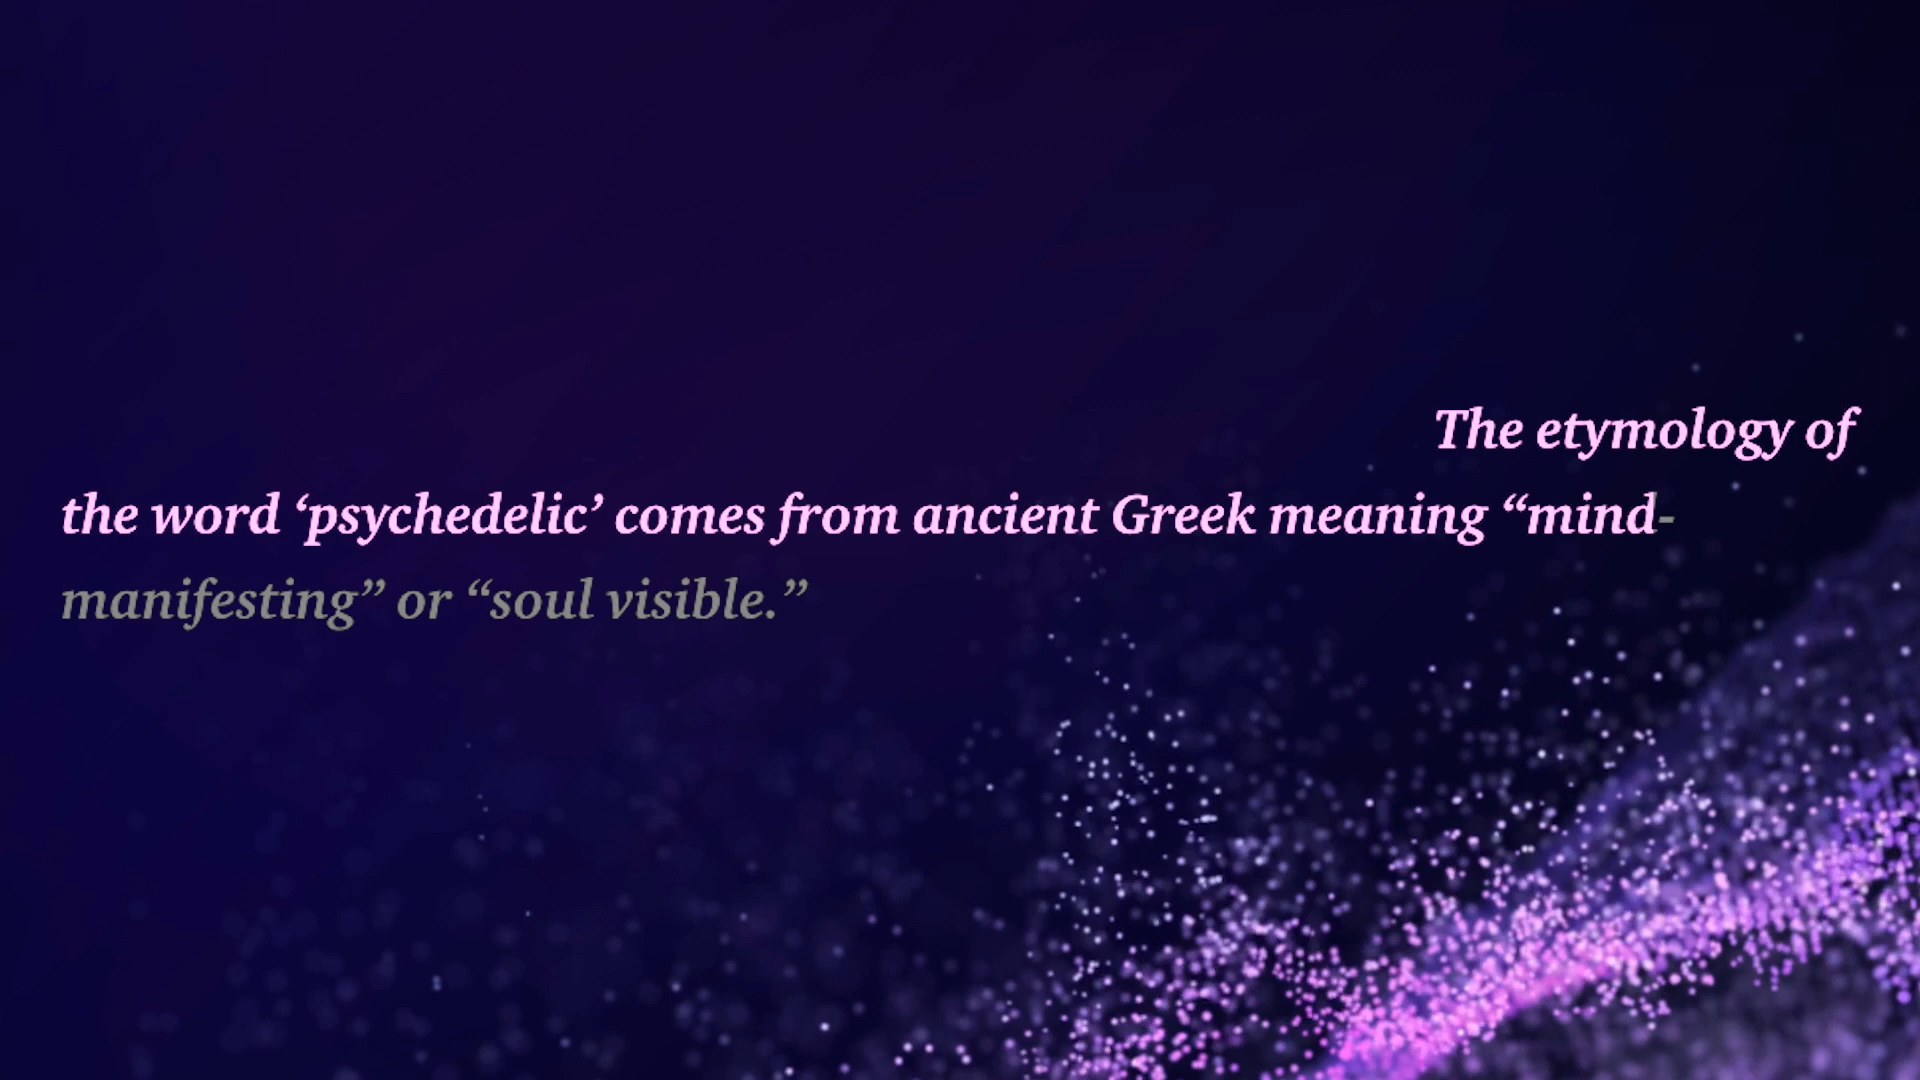 The etymology of
the word ‘psychedelic’ comes from ancient Greek meaning “mind-
manifesting” or “soul visible.”